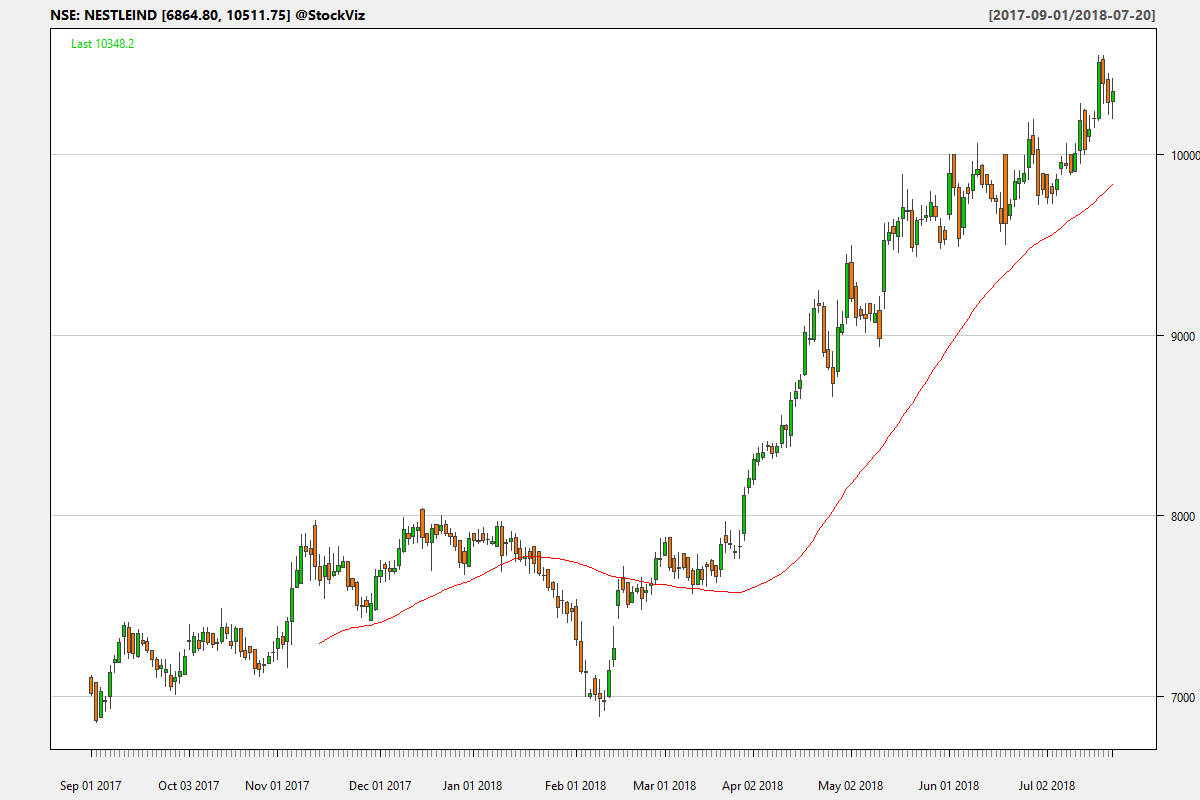 NSE: NESTLEIND [6864.80, 10511.75] @StockViz [2017-09-01/2018-07-20]
Last 10348.2
10000
9000
8000
7000
Sep 01 2017 Oct 03 2017 Nov 01 2017 Dec 01 2017 Jan 01 2018 Feb 01 2018 Mar 01 2018 Apr 02 2018 May 02 2018 Jun 01 2018 Jul 02 2018